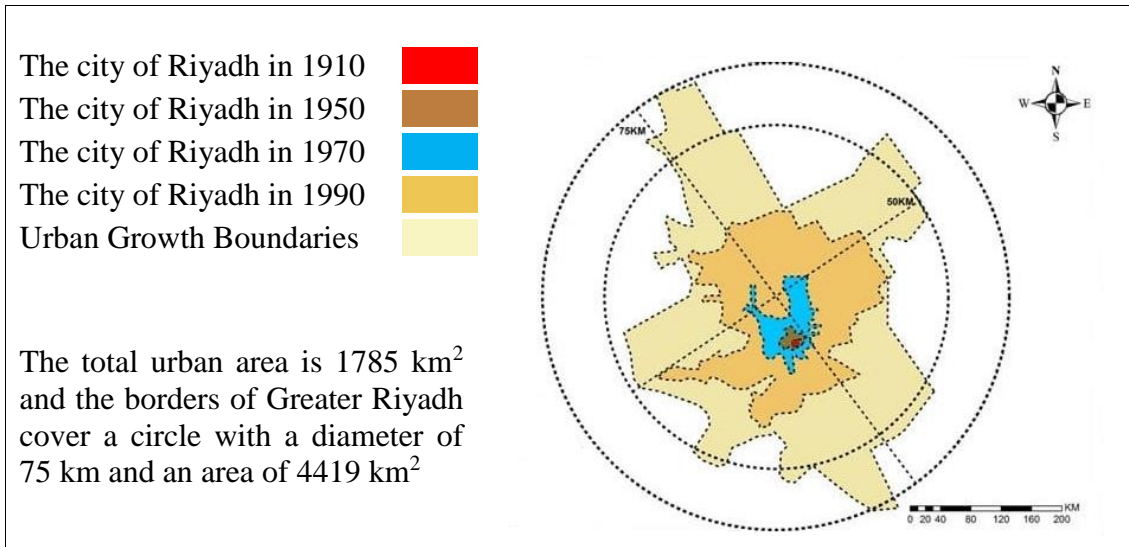 The city of Riyadh in 1910
The city of Riyadh in 1950
The city of Riyadh in 1970
The city of Riyadh in 1990
Urban Growth Boundaries
The total urban area is 1785 km²
and the borders of Greater Riyadh
cover a circle with a diameter of
75 km and an area of 4419 km²
N
W E
S
75KM
50KM
KM
0 20 40 80 120 160 200